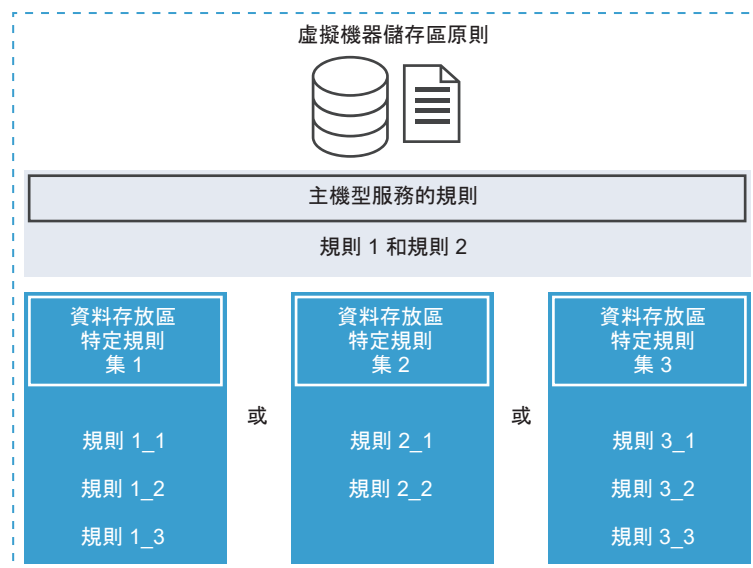 虛擬機器儲存區原則
主機型服務的規則
規則 1 和規則 2
資料存放區
特定規則
集 1
規則 1_1
規則 1_2
規則 1_3
或
資料存放區
特定規則
集 2
規則 2_1
規則 2_2
或
資料存放區
特定規則
集 3
規則 3_1
規則 3_2
規則 3_3